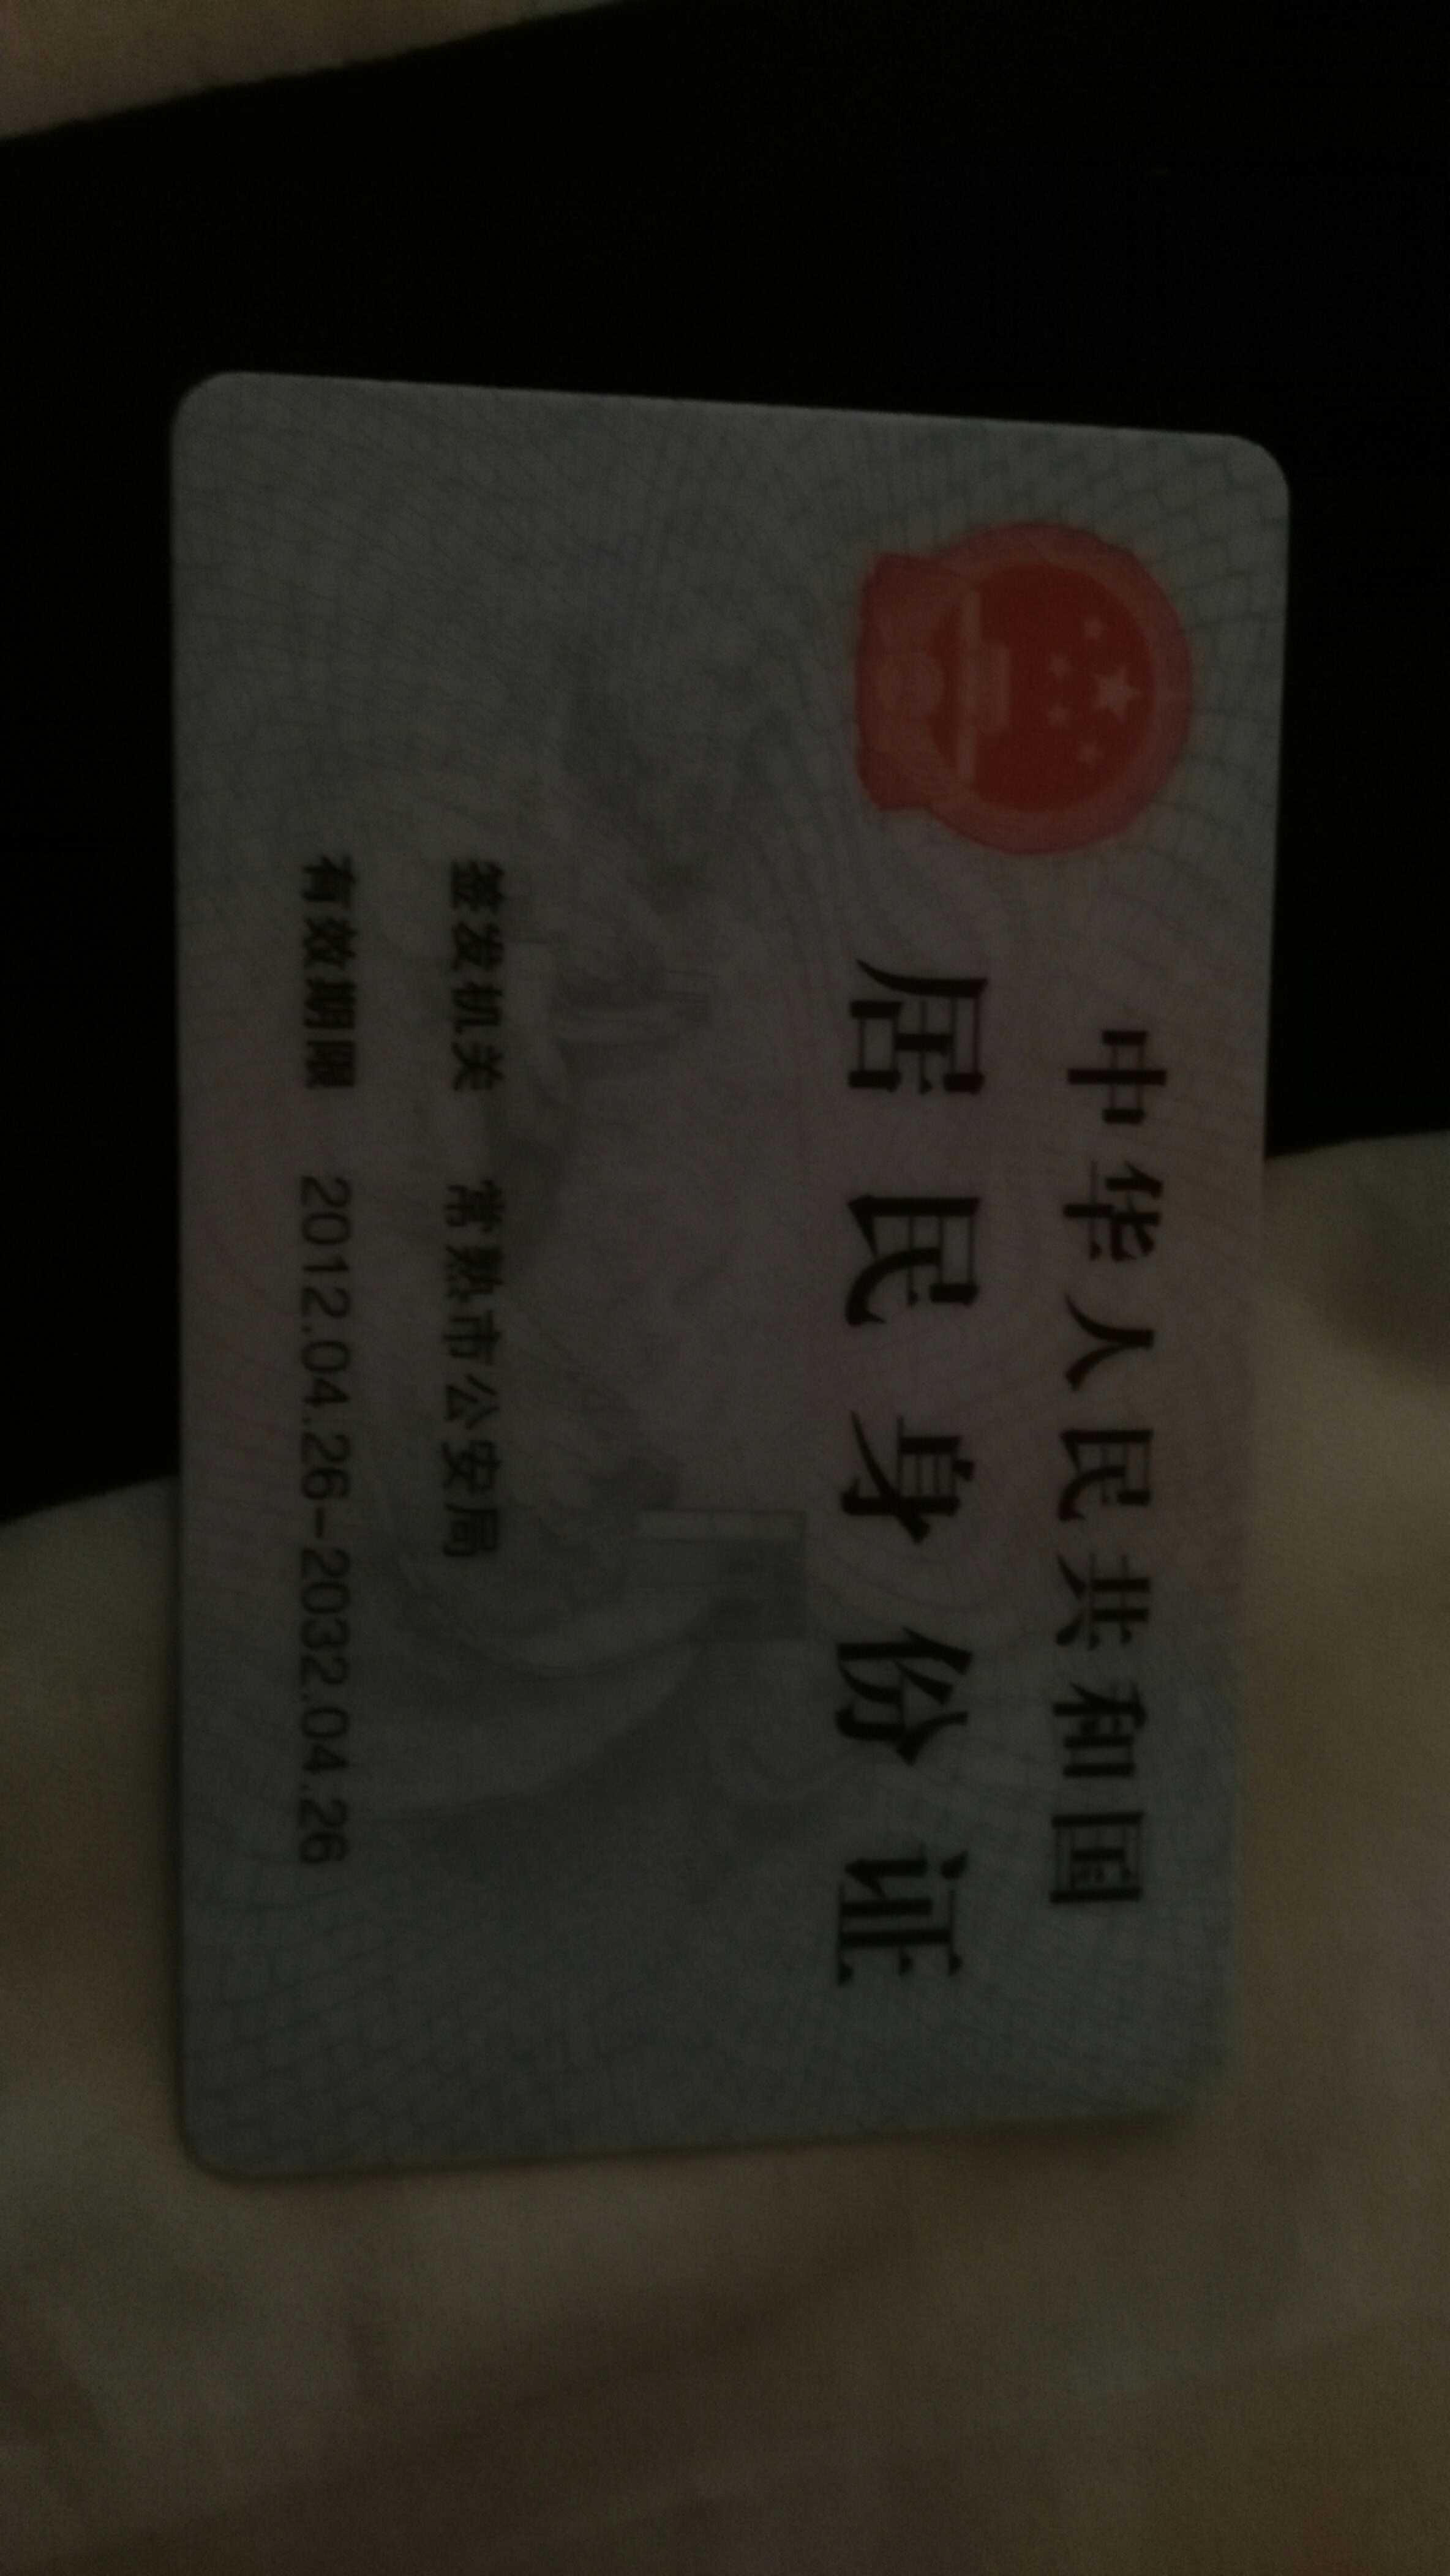 中华人民共和国
居民身份证
签发机关 常熟市公安局
有效期限 2012.04.26-2032.04.26